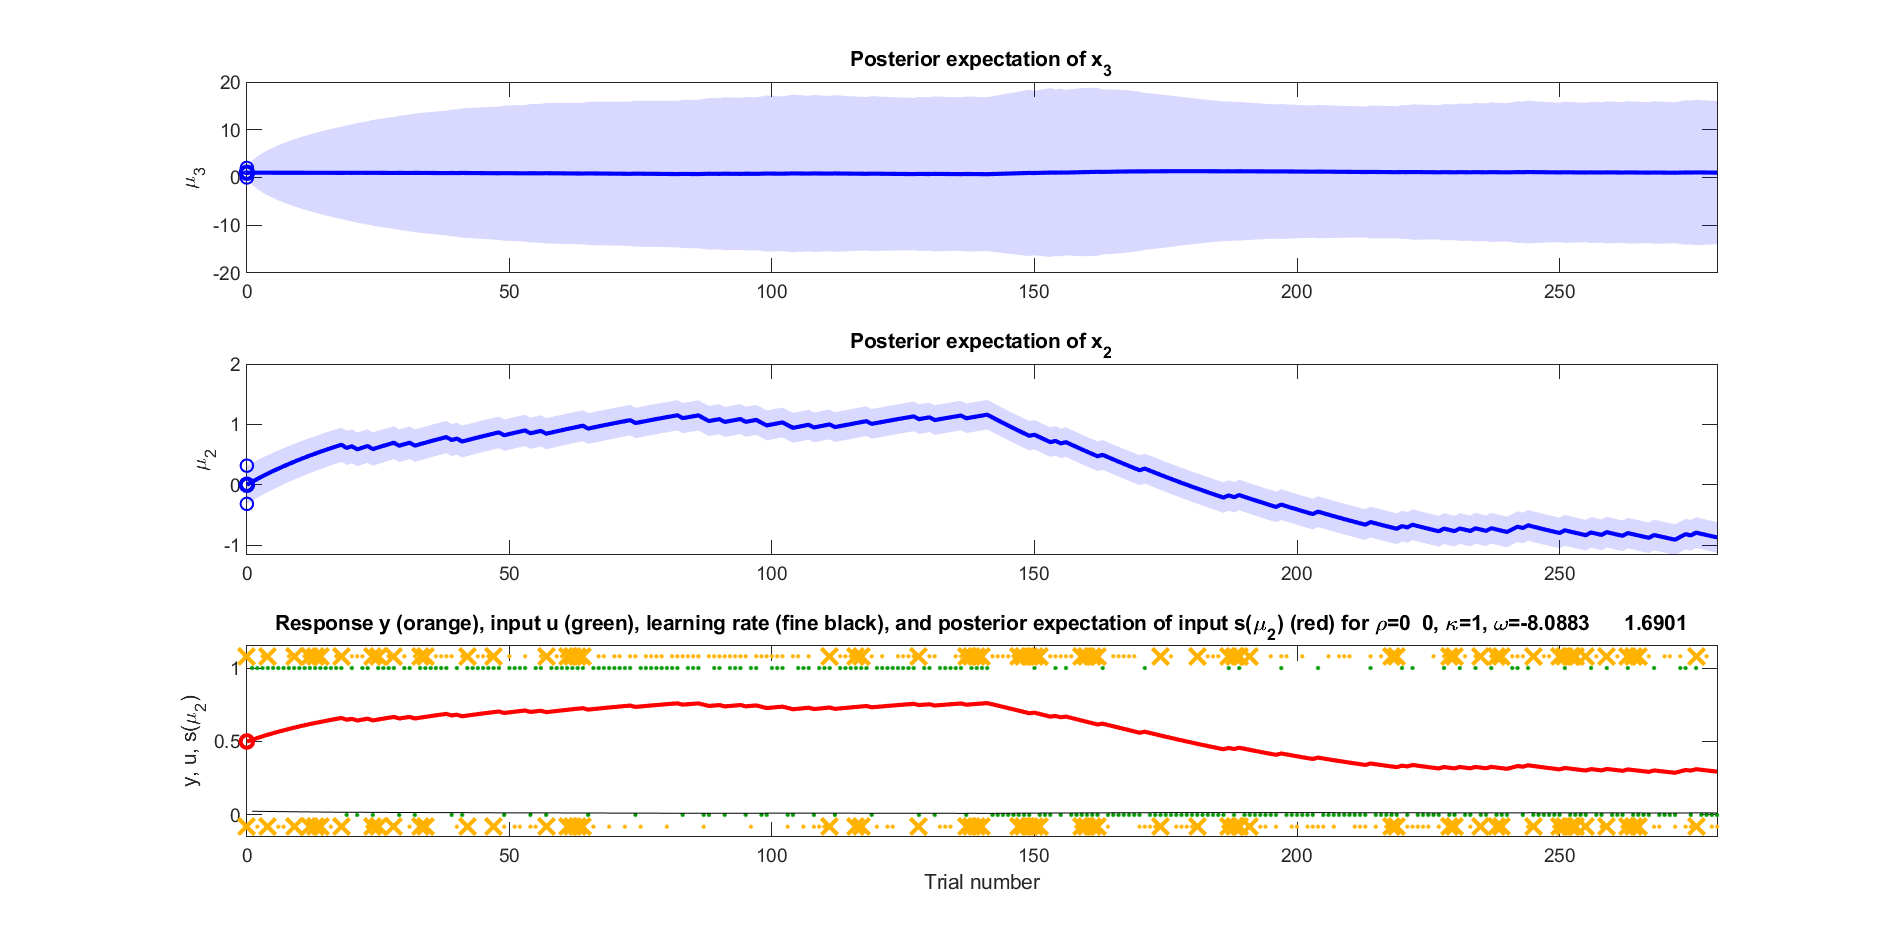 Posterior expectation of x₃
20
10
0
-10
-20
μ₃
0 50 100 150 200 250
Posterior expectation of x₂
2
1
0
-1
μ₂
0 50 100 150 200 250
Response y (orange), input u (green), learning rate (fine black), and posterior expectation of input s(μ₂) (red) for ρ=0 0, κ=1, ω=-8.0883 1.6901
1
0.5
0
y, u, s(μ₂)
0 50 100 150 200 250
Trial number